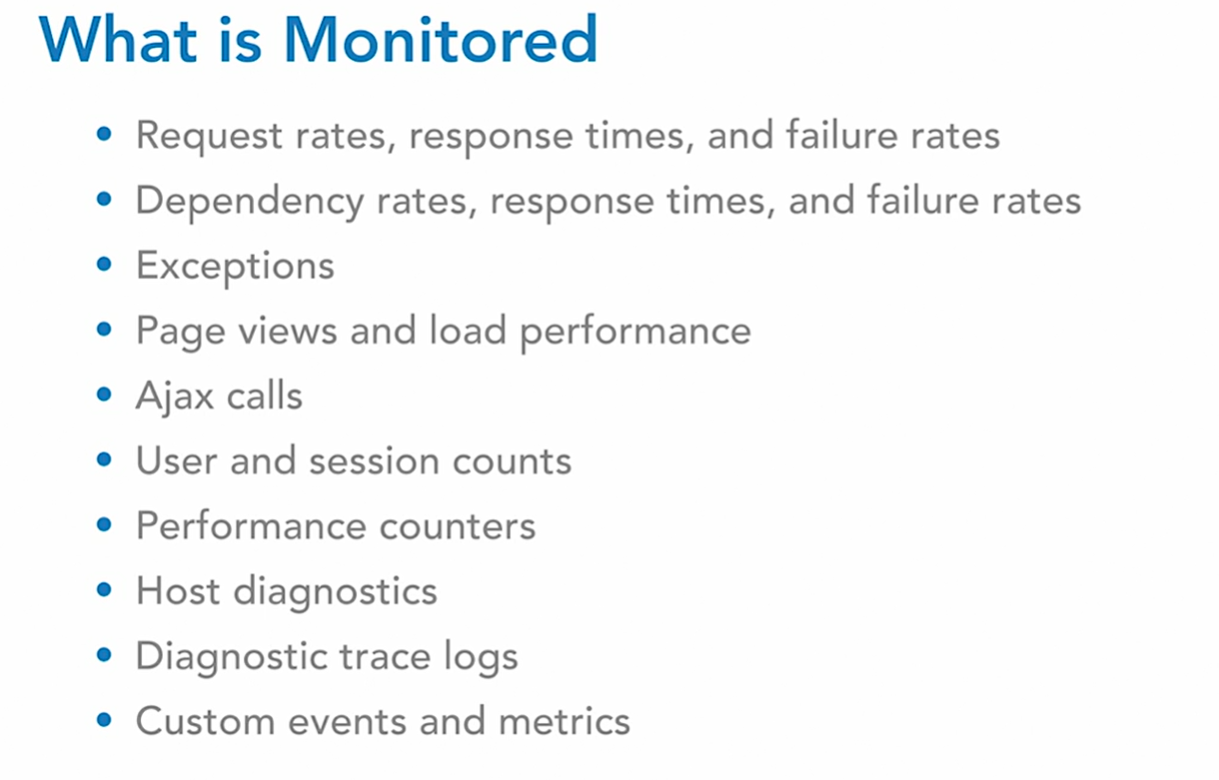 What is Monitored
• Request rates, response times, and failure rates
• Dependency rates, response times, and failure rates
• Exceptions
• Page views and load performance
• Ajax calls
• User and session counts
• Performance counters
• Host diagnostics
• Diagnostic trace logs
• Custom events and metrics